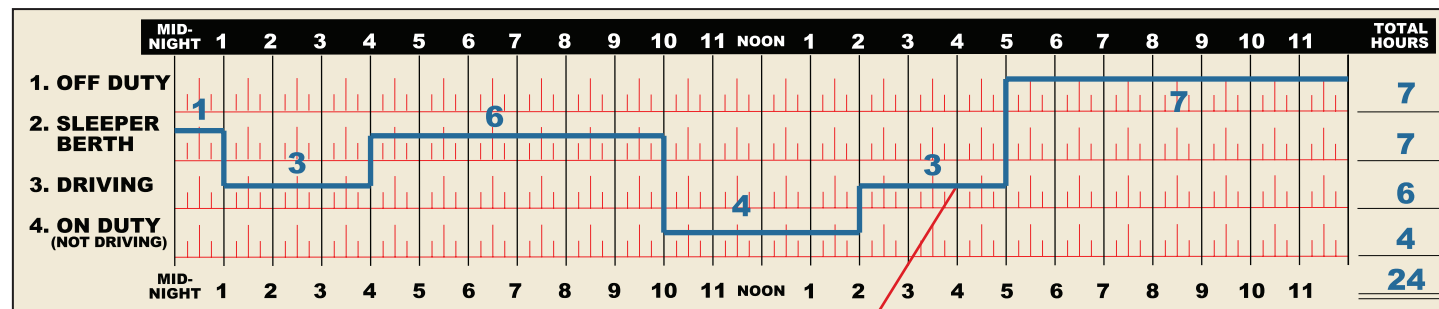 MID-
NIGHT 1 2 3 4 5 6 7 8 9 10 11 NOON 1 2 3 4 5 6 7 8 9 10 11 TOTAL
HOURS
1. OFF DUTY 7 7
1 6
2. SLEEPER
BERTH 7
3 3
3. DRIVING 6
4
4. ON DUTY
(NOT DRIVING) 4
MID-
NIGHT 1 2 3 4 5 6 7 8 9 10 11 NOON 1 2 3 4 5 6 7 8 9 10 11 24